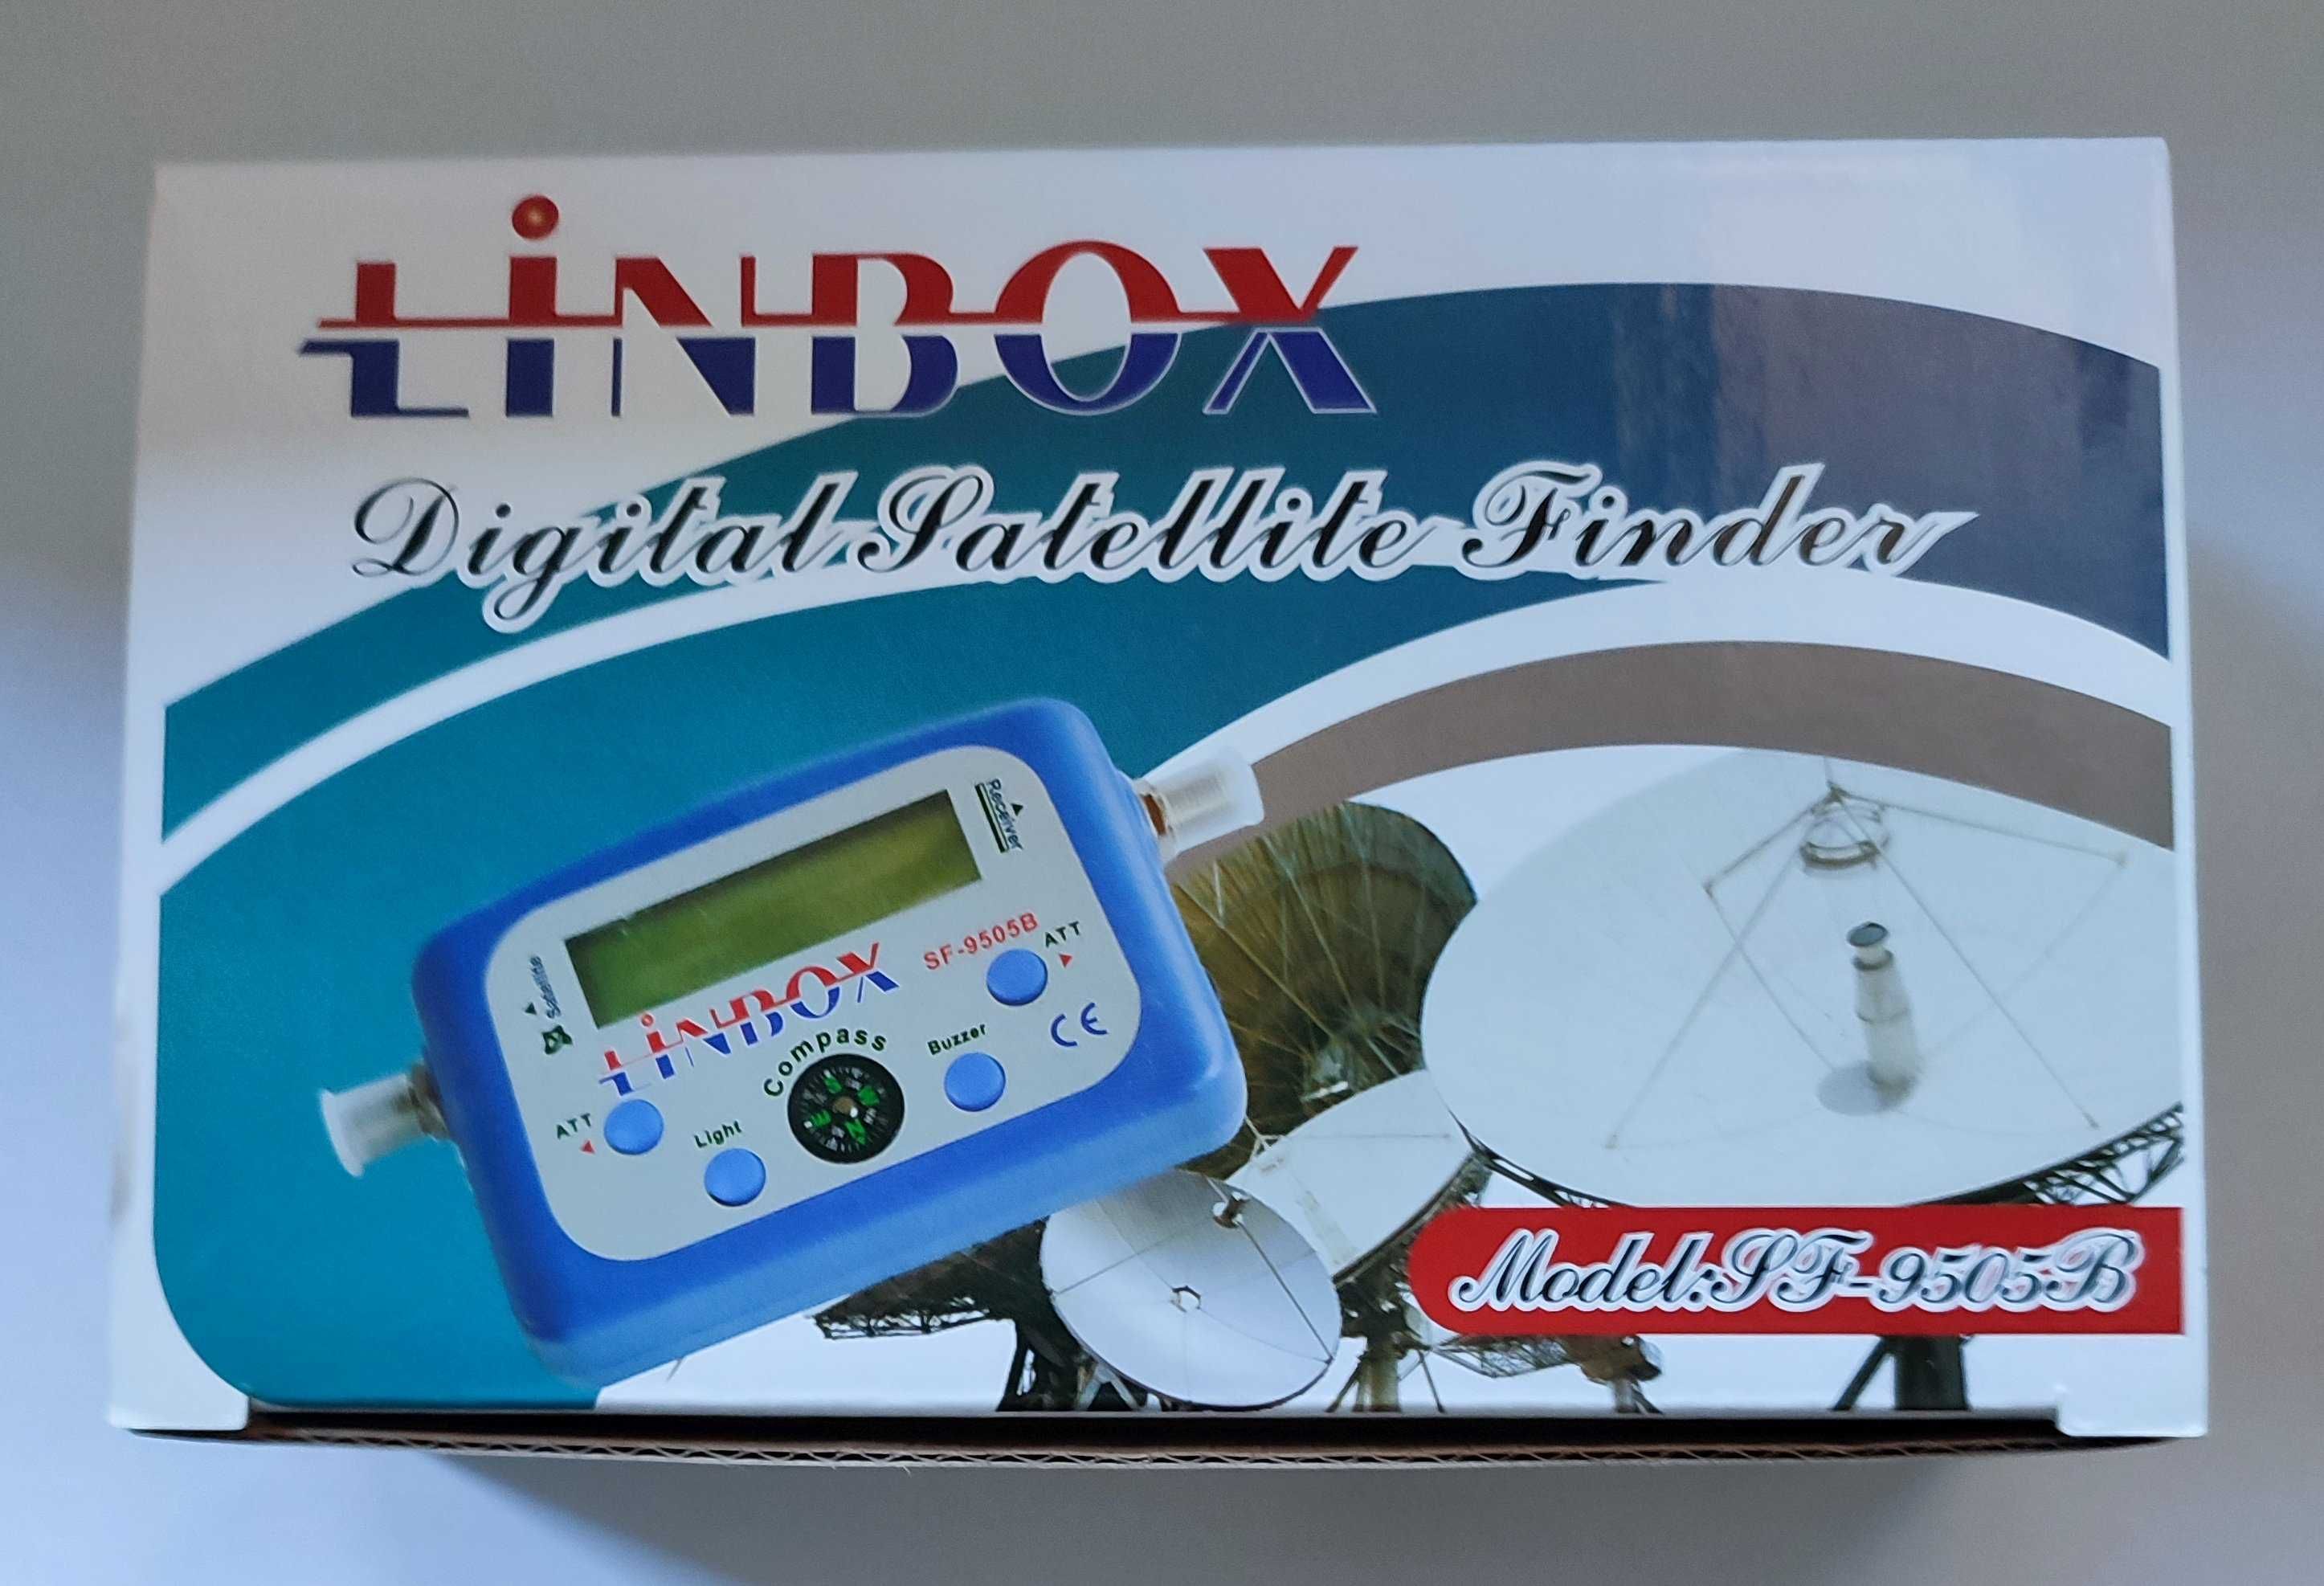 LiNBOX
Digital Satellite Finder
Receiver
Satellite
SF-9505B
ATT
LiNBOX
Compass
Buzzer
CE
ATT
Light
Model:SF-9505B